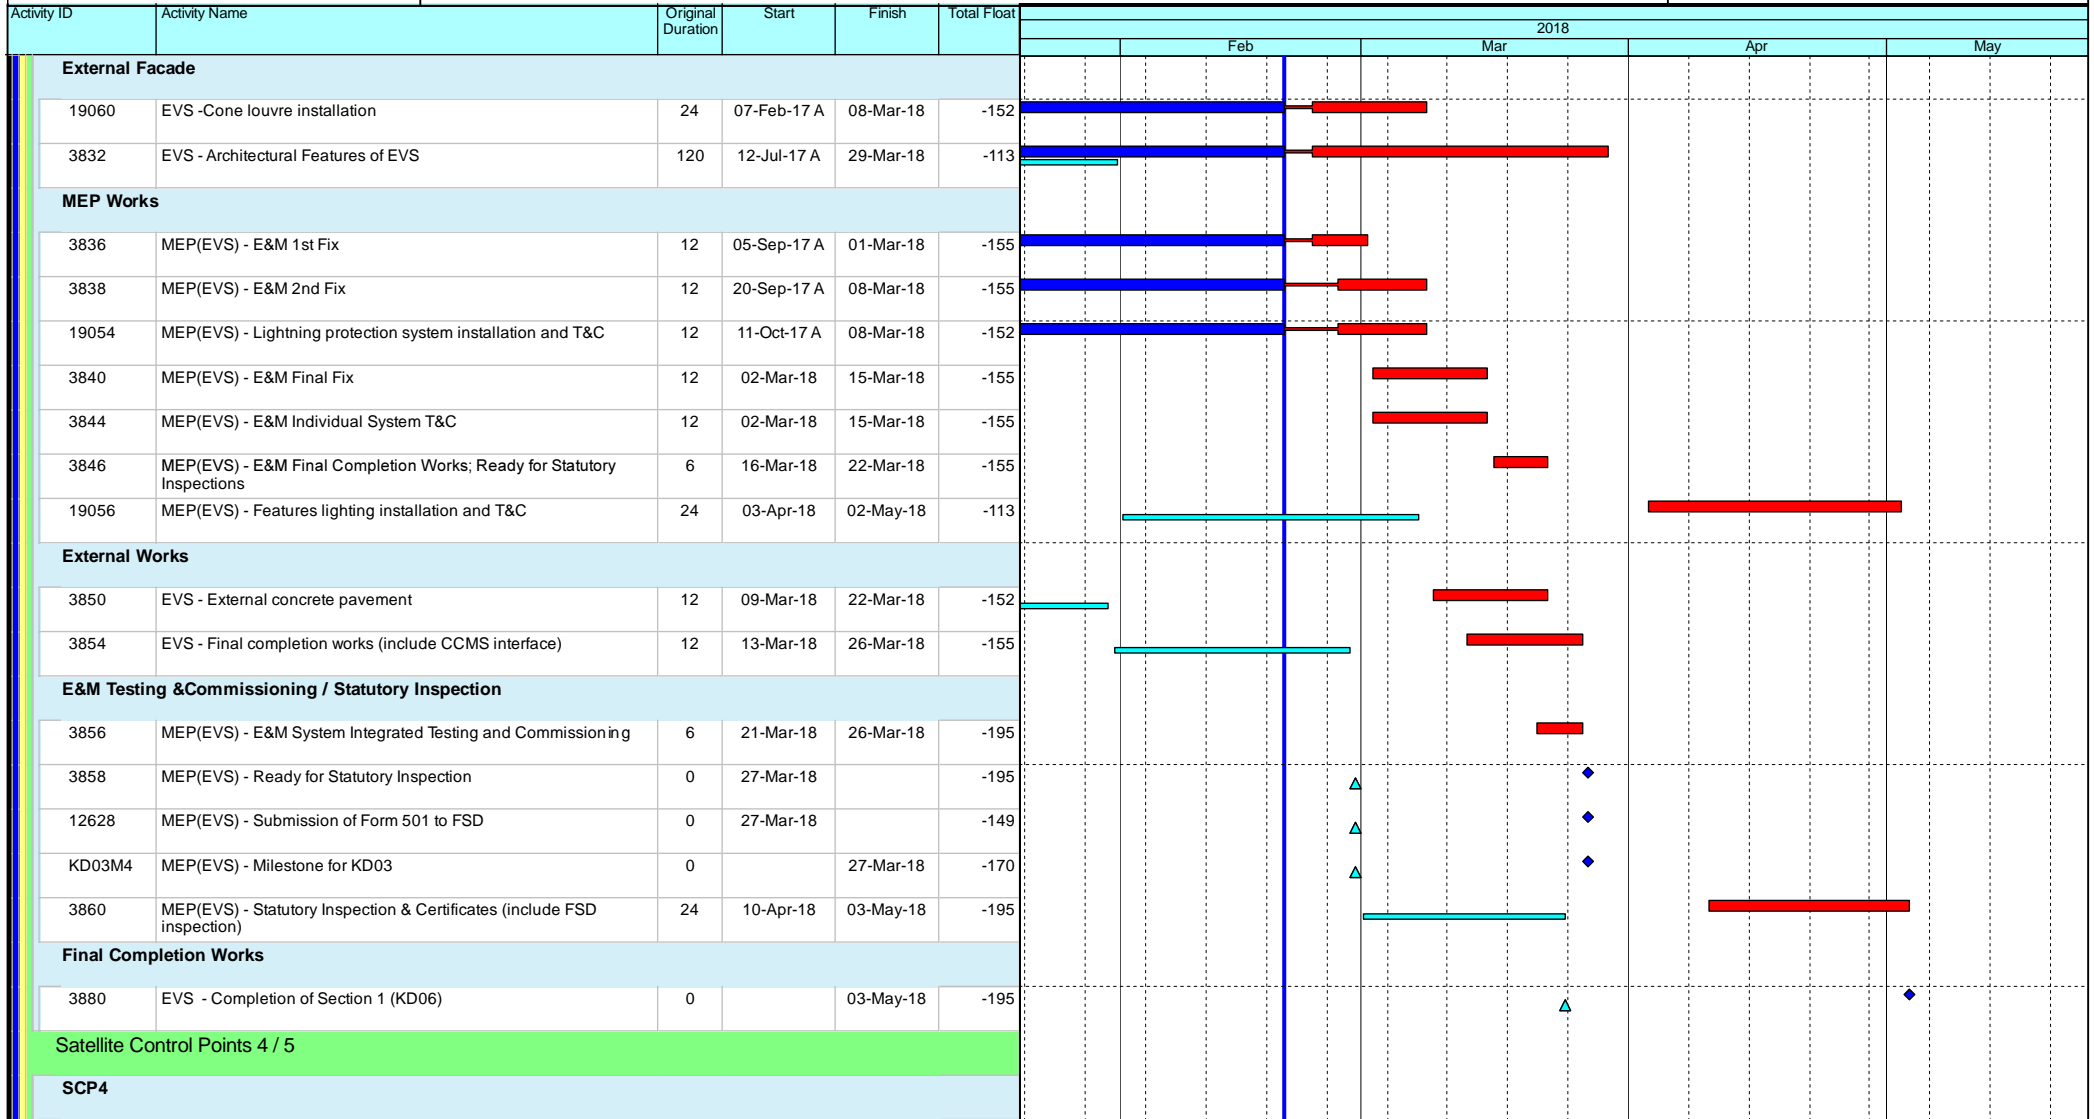 Activity ID Activity Name Original Duration Start Finish Total Float
2018
Feb Mar Apr May
External Facade
19060 EVS -Cone louvre installation 24 07-Feb-17 A 08-Mar-18 -152
3832 EVS - Architectural Features of EVS 120 12-Jul-17 A 29-Mar-18 -113
MEP Works
3836 MEP(EVS) - E&M 1st Fix 12 05-Sep-17 A 01-Mar-18 -155
3838 MEP(EVS) - E&M 2nd Fix 12 20-Sep-17 A 08-Mar-18 -155
19054 MEP(EVS) - Lightning protection system installation and T&C 12 11-Oct-17 A 08-Mar-18 -152
3840 MEP(EVS) - E&M Final Fix 12 02-Mar-18 15-Mar-18 -155
3844 MEP(EVS) - E&M Individual System T&C 12 02-Mar-18 15-Mar-18 -155
3846 MEP(EVS) - E&M Final Completion Works; Ready for Statutory Inspections 6 16-Mar-18 22-Mar-18 -155
19056 MEP(EVS) - Features lighting installation and T&C 24 03-Apr-18 02-May-18 -113
External Works
3850 EVS - External concrete pavement 12 09-Mar-18 22-Mar-18 -152
3854 EVS - Final completion works (include CCMS interface) 12 13-Mar-18 26-Mar-18 -155
E&M Testing &Commissioning / Statutory Inspection
3856 MEP(EVS) - E&M System Integrated Testing and Commissioning 6 21-Mar-18 26-Mar-18 -195
3858 MEP(EVS) - Ready for Statutory Inspection 0 27-Mar-18 -195
12628 MEP(EVS) - Submission of Form 501 to FSD 0 27-Mar-18 -149
KD03M4 MEP(EVS) - Milestone for KD03 0 27-Mar-18 -170
3860 MEP(EVS) - Statutory Inspection & Certificates (include FSD inspection) 24 10-Apr-18 03-May-18 -195
Final Completion Works
3880 EVS - Completion of Section 1 (KD06) 0 03-May-18 -195
Satellite Control Points 4 / 5
SCP4